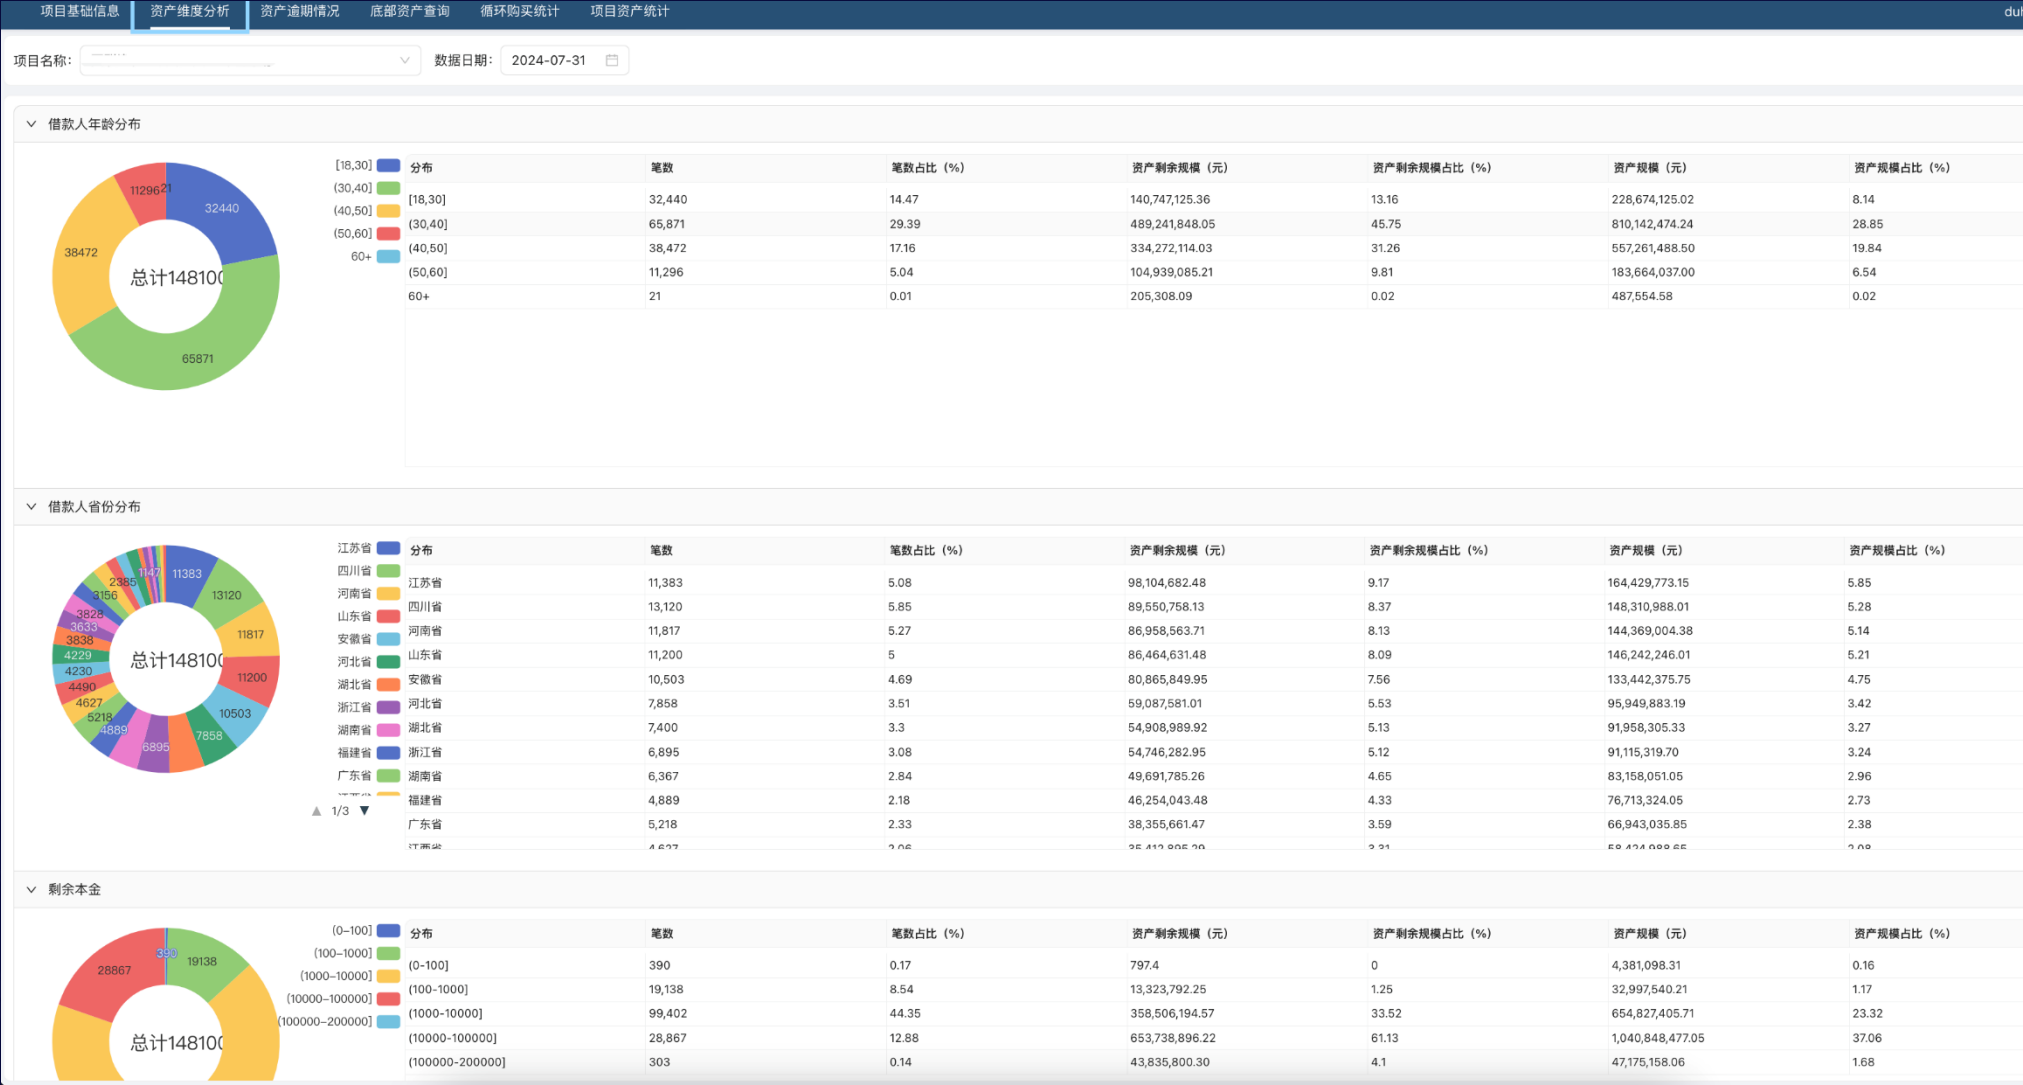 项目基础信息 资产维度分析 资产逾期情况 底部资产查询 循环购买统计 项目资产统计
项目名称： 数据日期： 2024-07-31
借款人年龄分布
[18,30]
(30,40]
(40,50]
(50,60]
60+
32440
65871
38472
11296
21
总计148100
分布 笔数 笔数占比（%） 资产剩余规模（元） 资产剩余规模占比（%） 资产规模（元） 资产规模占比（%）
[18,30] 32,440 14.47 140,747,125.36 13.16 228,674,125.02 8.14
(30,40] 65,871 29.39 489,241,848.05 45.75 810,142,474.24 28.85
(40,50] 38,472 17.16 334,272,114.03 31.26 557,261,488.50 19.84
(50,60] 11,296 5.04 104,939,085.21 9.81 183,664,037.00 6.54
60+ 21 0.01 205,308.09 0.02 487,554.58 0.02
借款人省份分布
11383
13120
11817
11200
10503
7858
6895
4889
5218
4627
4490
4230
4229
3838
3633
3828
3156
2385
1147
总计148100
江苏省
四川省
河南省
山东省
安徽省
河北省
湖北省
浙江省
湖南省
福建省
广东省
1/3
分布 笔数 笔数占比（%） 资产剩余规模（元） 资产剩余规模占比（%） 资产规模（元） 资产规模占比（%）
江苏省 11,383 5.08 98,104,682.48 9.17 164,429,773.15 5.85
四川省 13,120 5.85 89,550,758.13 8.37 148,310,988.01 5.28
河南省 11,817 5.27 86,958,563.71 8.13 144,369,004.38 5.14
山东省 11,200 5 86,464,631.48 8.09 146,242,246.01 5.21
安徽省 10,503 4.69 80,865,849.95 7.56 133,442,375.75 4.75
河北省 7,858 3.51 59,087,581.01 5.53 95,949,883.19 3.42
湖北省 7,400 3.3 54,908,989.92 5.13 91,958,305.33 3.27
浙江省 6,895 3.08 54,746,282.95 5.12 91,115,319.70 3.24
湖南省 6,367 2.84 49,691,785.26 4.65 83,158,051.05 2.96
福建省 4,889 2.18 46,254,043.48 4.33 76,713,324.05 2.73
广东省 5,218 2.33 38,355,661.47 3.59 66,943,035.85 2.38
剩余本金
390
19138
28867
总计148100
(0-100]
(100-1000]
(1000-10000]
(10000-100000]
(100000-200000]
分布 笔数 笔数占比（%） 资产剩余规模（元） 资产剩余规模占比（%） 资产规模（元） 资产规模占比（%）
(0-100] 390 0.17 797.4 0 4,381,098.31 0.16
(100-1000] 19,138 8.54 13,323,792.25 1.25 32,997,540.21 1.17
(1000-10000] 99,402 44.35 358,506,194.57 33.52 654,827,405.71 23.32
(10000-100000] 28,867 12.88 653,738,896.22 61.13 1,040,848,477.05 37.06
(100000-200000] 303 0.14 43,835,800.30 4.1 47,175,158.06 1.68